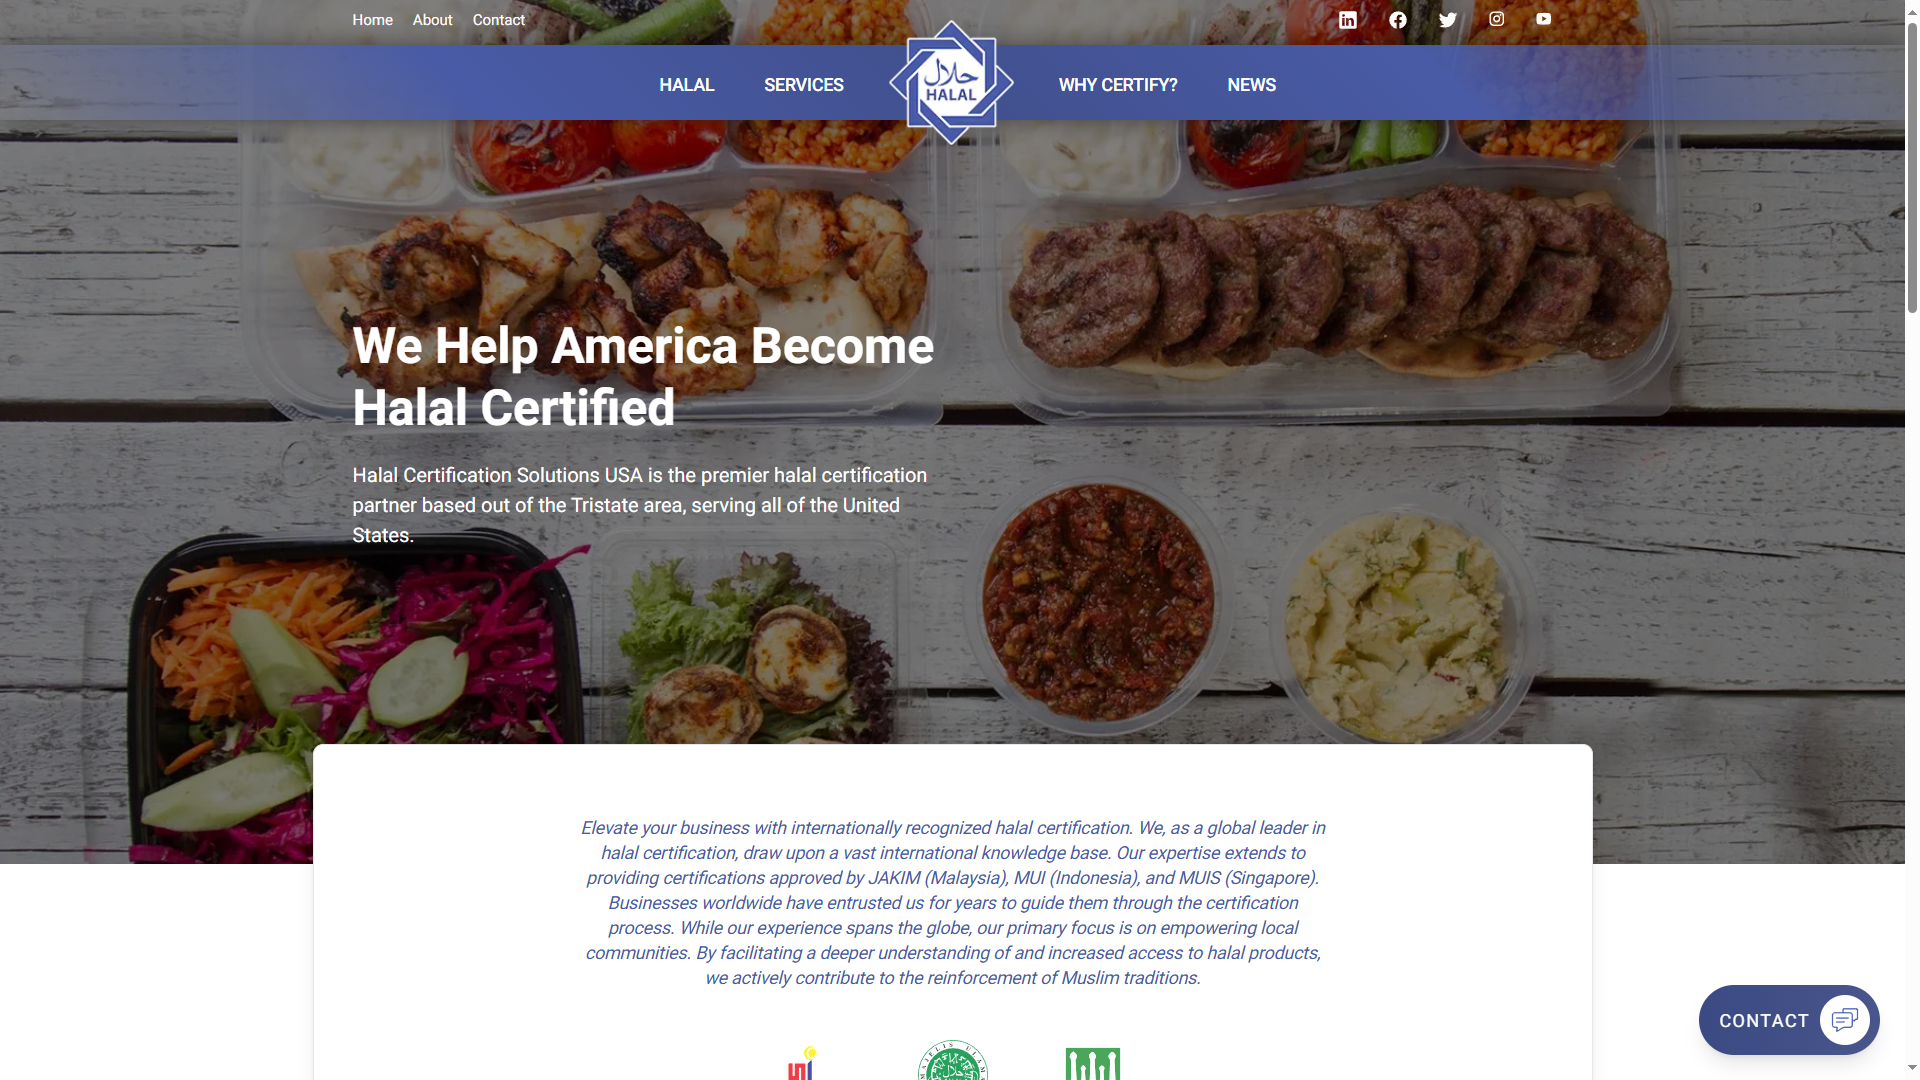 Home About Contact
HALAL SERVICES
حلال
HALAL
WHY CERTIFY? NEWS
We Help America Become
Halal Certified
Halal Certification Solutions USA is the premier halal certification
partner based out of the Tristate area, serving all of the United
States.
Elevate your business with internationally recognized halal certification. We, as a global leader in
halal certification, draw upon a vast international knowledge base. Our expertise extends to
providing certifications approved by JAKIM (Malaysia), MUI (Indonesia), and MUIS (Singapore).
Businesses worldwide have entrusted us for years to guide them through the certification
process. While our experience spans the globe, our primary focus is on empowering local
communities. By facilitating a deeper understanding of and increased access to halal products,
we actively contribute to the reinforcement of Muslim traditions.
CONTACT